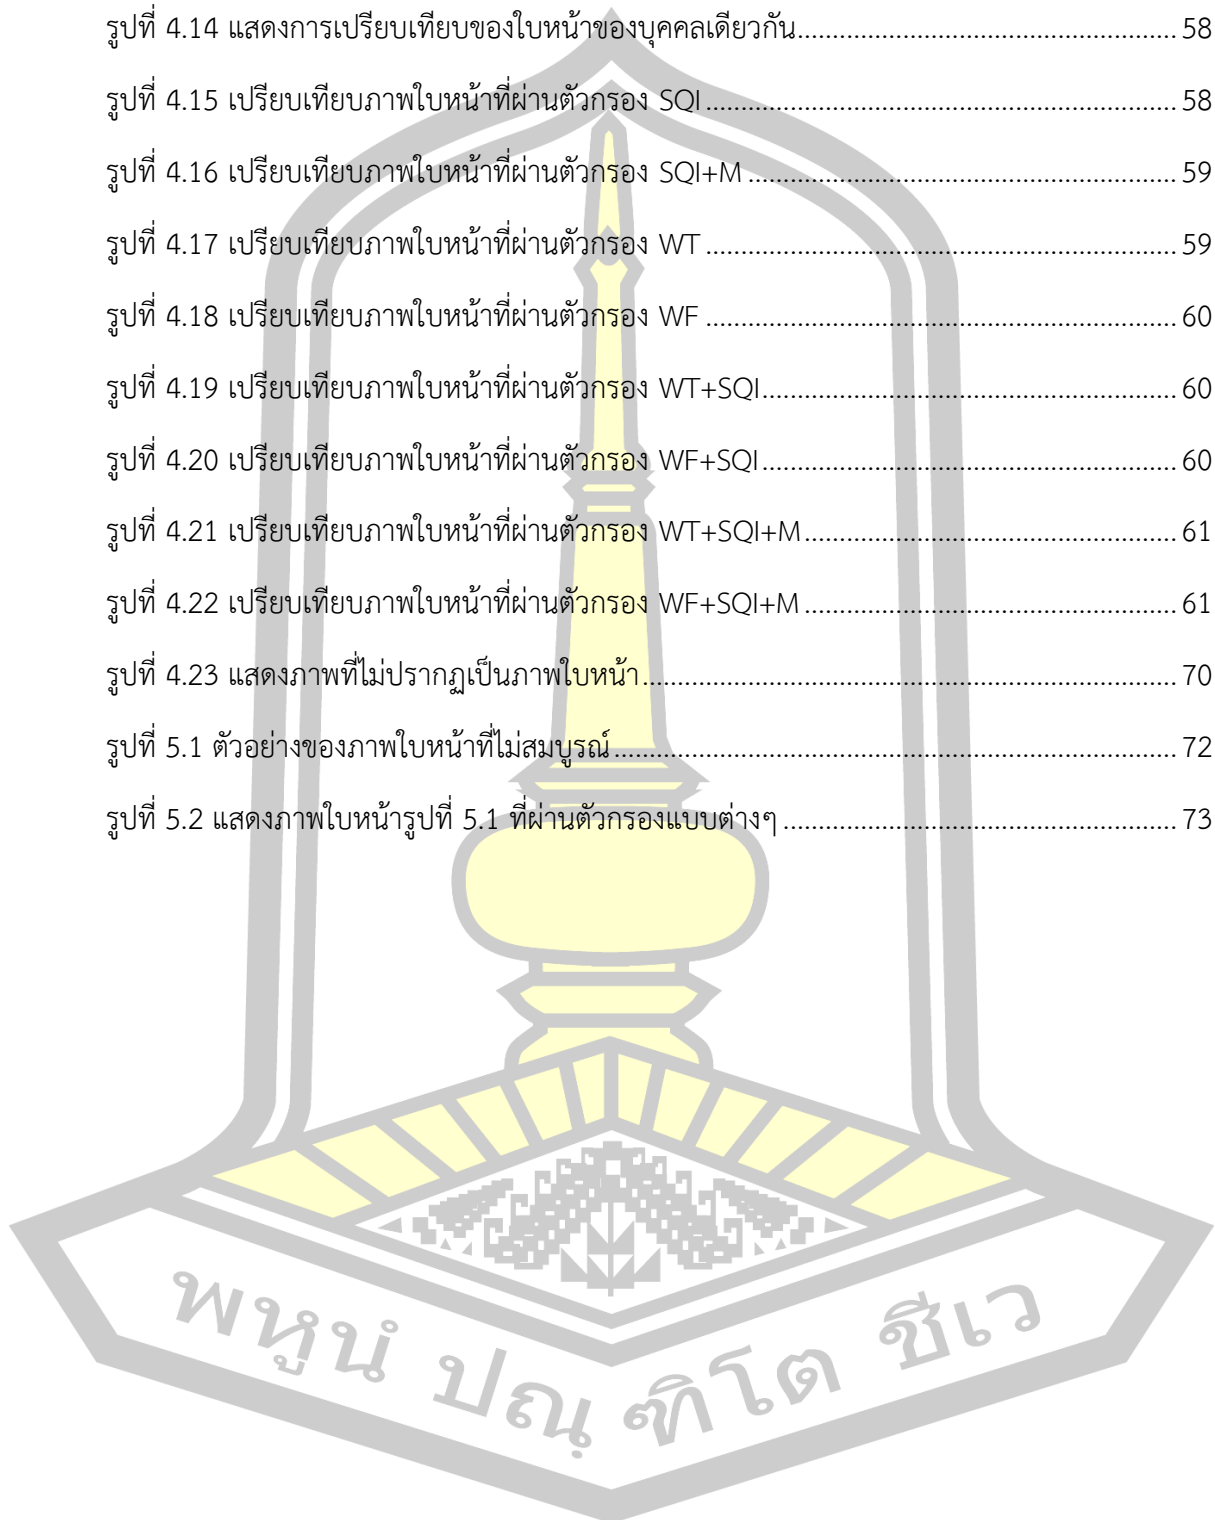 รูปที่ 4.14 แสดงการเปรียบเทียบของใบหน้าของบุคคลเดียวกัน.......................................................... 58
รูปที่ 4.15 เปรียบเทียบภาพใบหน้าที่ผ่านตัวกรอง SQI ........................................................................ 58
รูปที่ 4.16 เปรียบเทียบภาพใบหน้าที่ผ่านตัวกรอง SQI+M .................................................................. 59
รูปที่ 4.17 เปรียบเทียบภาพใบหน้าที่ผ่านตัวกรอง WT ........................................................................ 59
รูปที่ 4.18 เปรียบเทียบภาพใบหน้าที่ผ่านตัวกรอง WF ........................................................................ 60
รูปที่ 4.19 เปรียบเทียบภาพใบหน้าที่ผ่านตัวกรอง WT+SQI................................................................ 60
รูปที่ 4.20 เปรียบเทียบภาพใบหน้าที่ผ่านตัวกรอง WF+SQI................................................................ 60
รูปที่ 4.21 เปรียบเทียบภาพใบหน้าที่ผ่านตัวกรอง WT+SQI+M.......................................................... 61
รูปที่ 4.22 เปรียบเทียบภาพใบหน้าที่ผ่านตัวกรอง WF+SQI+M .......................................................... 61
รูปที่ 4.23 แสดงภาพที่ไม่ปรากฏเป็นภาพใบหน้า.................................................................................. 70
รูปที่ 5.1 ตัวอย่างของภาพใบหน้าที่ไม่สมบูรณ์ ...................................................................................... 72
รูปที่ 5.2 แสดงภาพใบหน้ารูปที่ 5.1 ที่ผ่านตัวกรองแบบต่างๆ ............................................................. 73
พหูนํ ปณฺ ฑิโต ชีเว